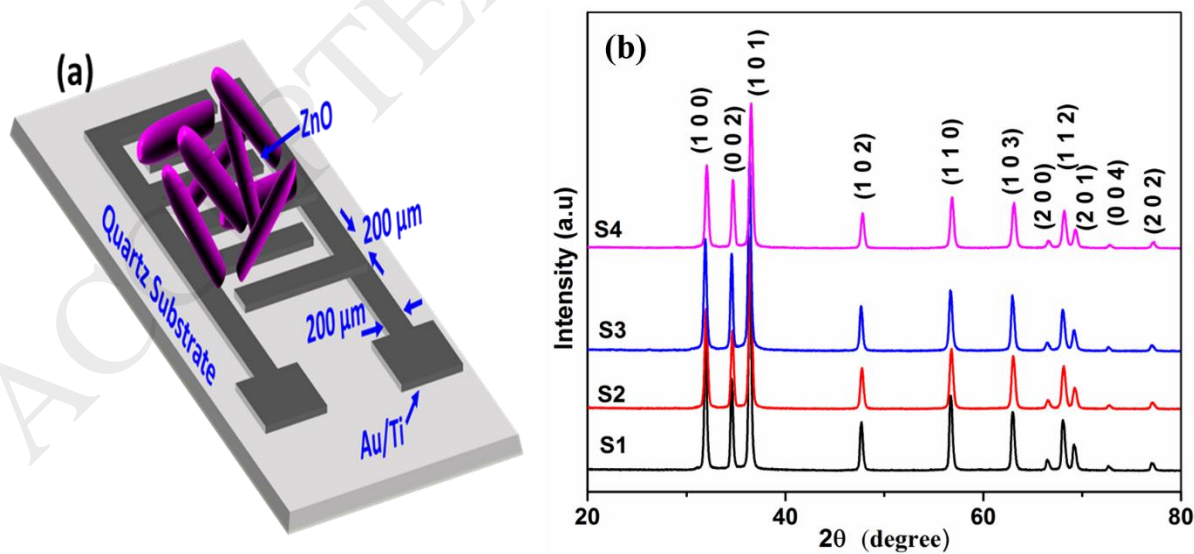 (a)
ZnO
200 µm
200 µm
Quartz Substrate
Au/Ti
(b)
(1 0 0)
(0 0 2)
(1 0 1)
(1 0 2)
(1 1 0)
(1 0 3)
(2 0 0)
(1 1 2)
(2 0 1)
(0 0 4)
(2 0 2)
S4
S3
S2
S1
Intensity (a.u)
20 40 60 80
2θ (degree)